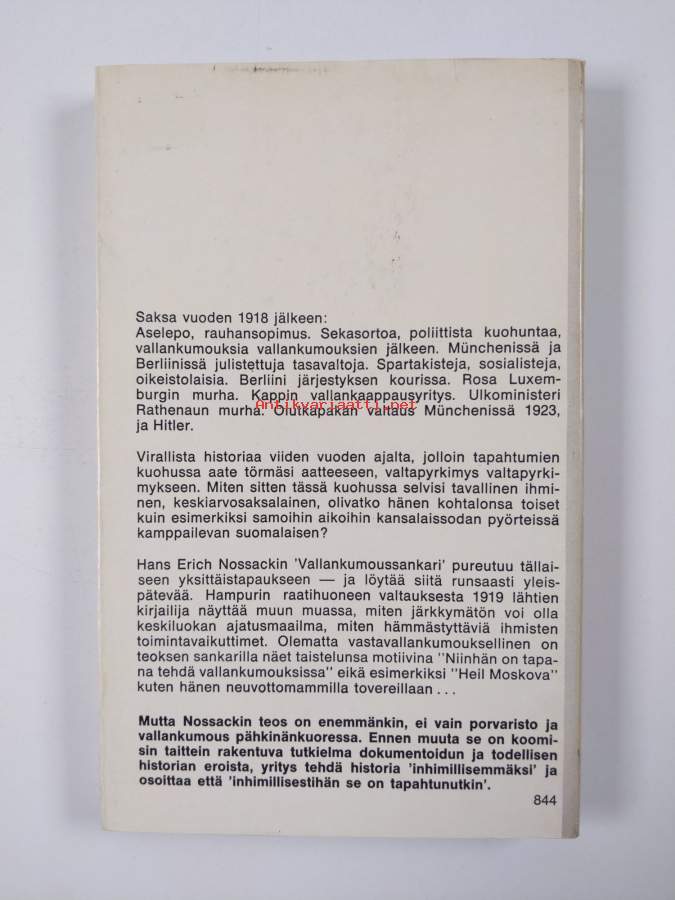 Saksa vuoden 1918 jälkeen:
Aselepo, rauhansopimus. Sekasortoa, poliittista kuohuntaa,
vallankumouksia vallankumouksien jälkeen. Münchenissä ja
Berliinissä julistettuja tasavaltoja. Spartakisteja, sosialisteja,
oikeistolaisia. Berliini järjestyksen kourissa. Rosa Luxem-
burgin murha. Kappin vallankaappausyritys. Ulkoministeri
Antikvariaatti.net
Rathenaun murha. Olutkapakan valtaus Münchenissä 1923,
ja Hitler.
Virallista historiaa viiden vuoden ajalta, jolloin tapahtumien
kuohussa aate törmäsi aatteeseen, valtapyrkimys valtapyrki-
mykseen. Miten sitten tässä kuohussa selvisi tavallinen ihmi-
nen, keskiarvosaksalainen, olivatko hänen kohtalonsa toiset
kuin esimerkiksi samoihin aikoihin kansalaissodan pyörteissä
kamppailevan suomalaisen?
Hans Erich Nossackin 'Vallankumoussankari' pureutuu tällai-
seen yksittäistapaukseen — ja löytää siitä runsaasti yleis-
pätevää. Hampurin raatihuoneen valtauksesta 1919 lähtien
kirjailija näyttää muun muassa, miten järkkymätön voi olla
keskiluokan ajatusmaailma, miten hämmästyttäviä ihmisten
toimintavaikuttimet. Olematta vastavallankumouksellinen on
teoksen sankarilla näet taistelunsa motiivina "Niinhän on tapa-
na tehdä vallankumouksissa" eikä esimerkiksi "Heil Moskova"
kuten hänen neuvottomammilla tovereillaan . . .
Mutta Nossackin teos on enemmänkin, ei vain porvaristo ja
vallankumous pähkinänkuoressa. Ennen muuta se on koomi-
sin taittein rakentuva tutkielma dokumentoidun ja todellisen
historian eroista, yritys tehdä historia 'inhimillisemmäksi' ja
osoittaa että 'inhimillisestihän se on tapahtunutkin'.
844